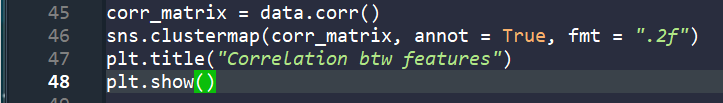 45 corr_matrix = data.corr()
46 sns.clustermap(corr_matrix, annot = True, fmt = ".2f")
47 plt.title("Correlation btw features")
48 plt.show()